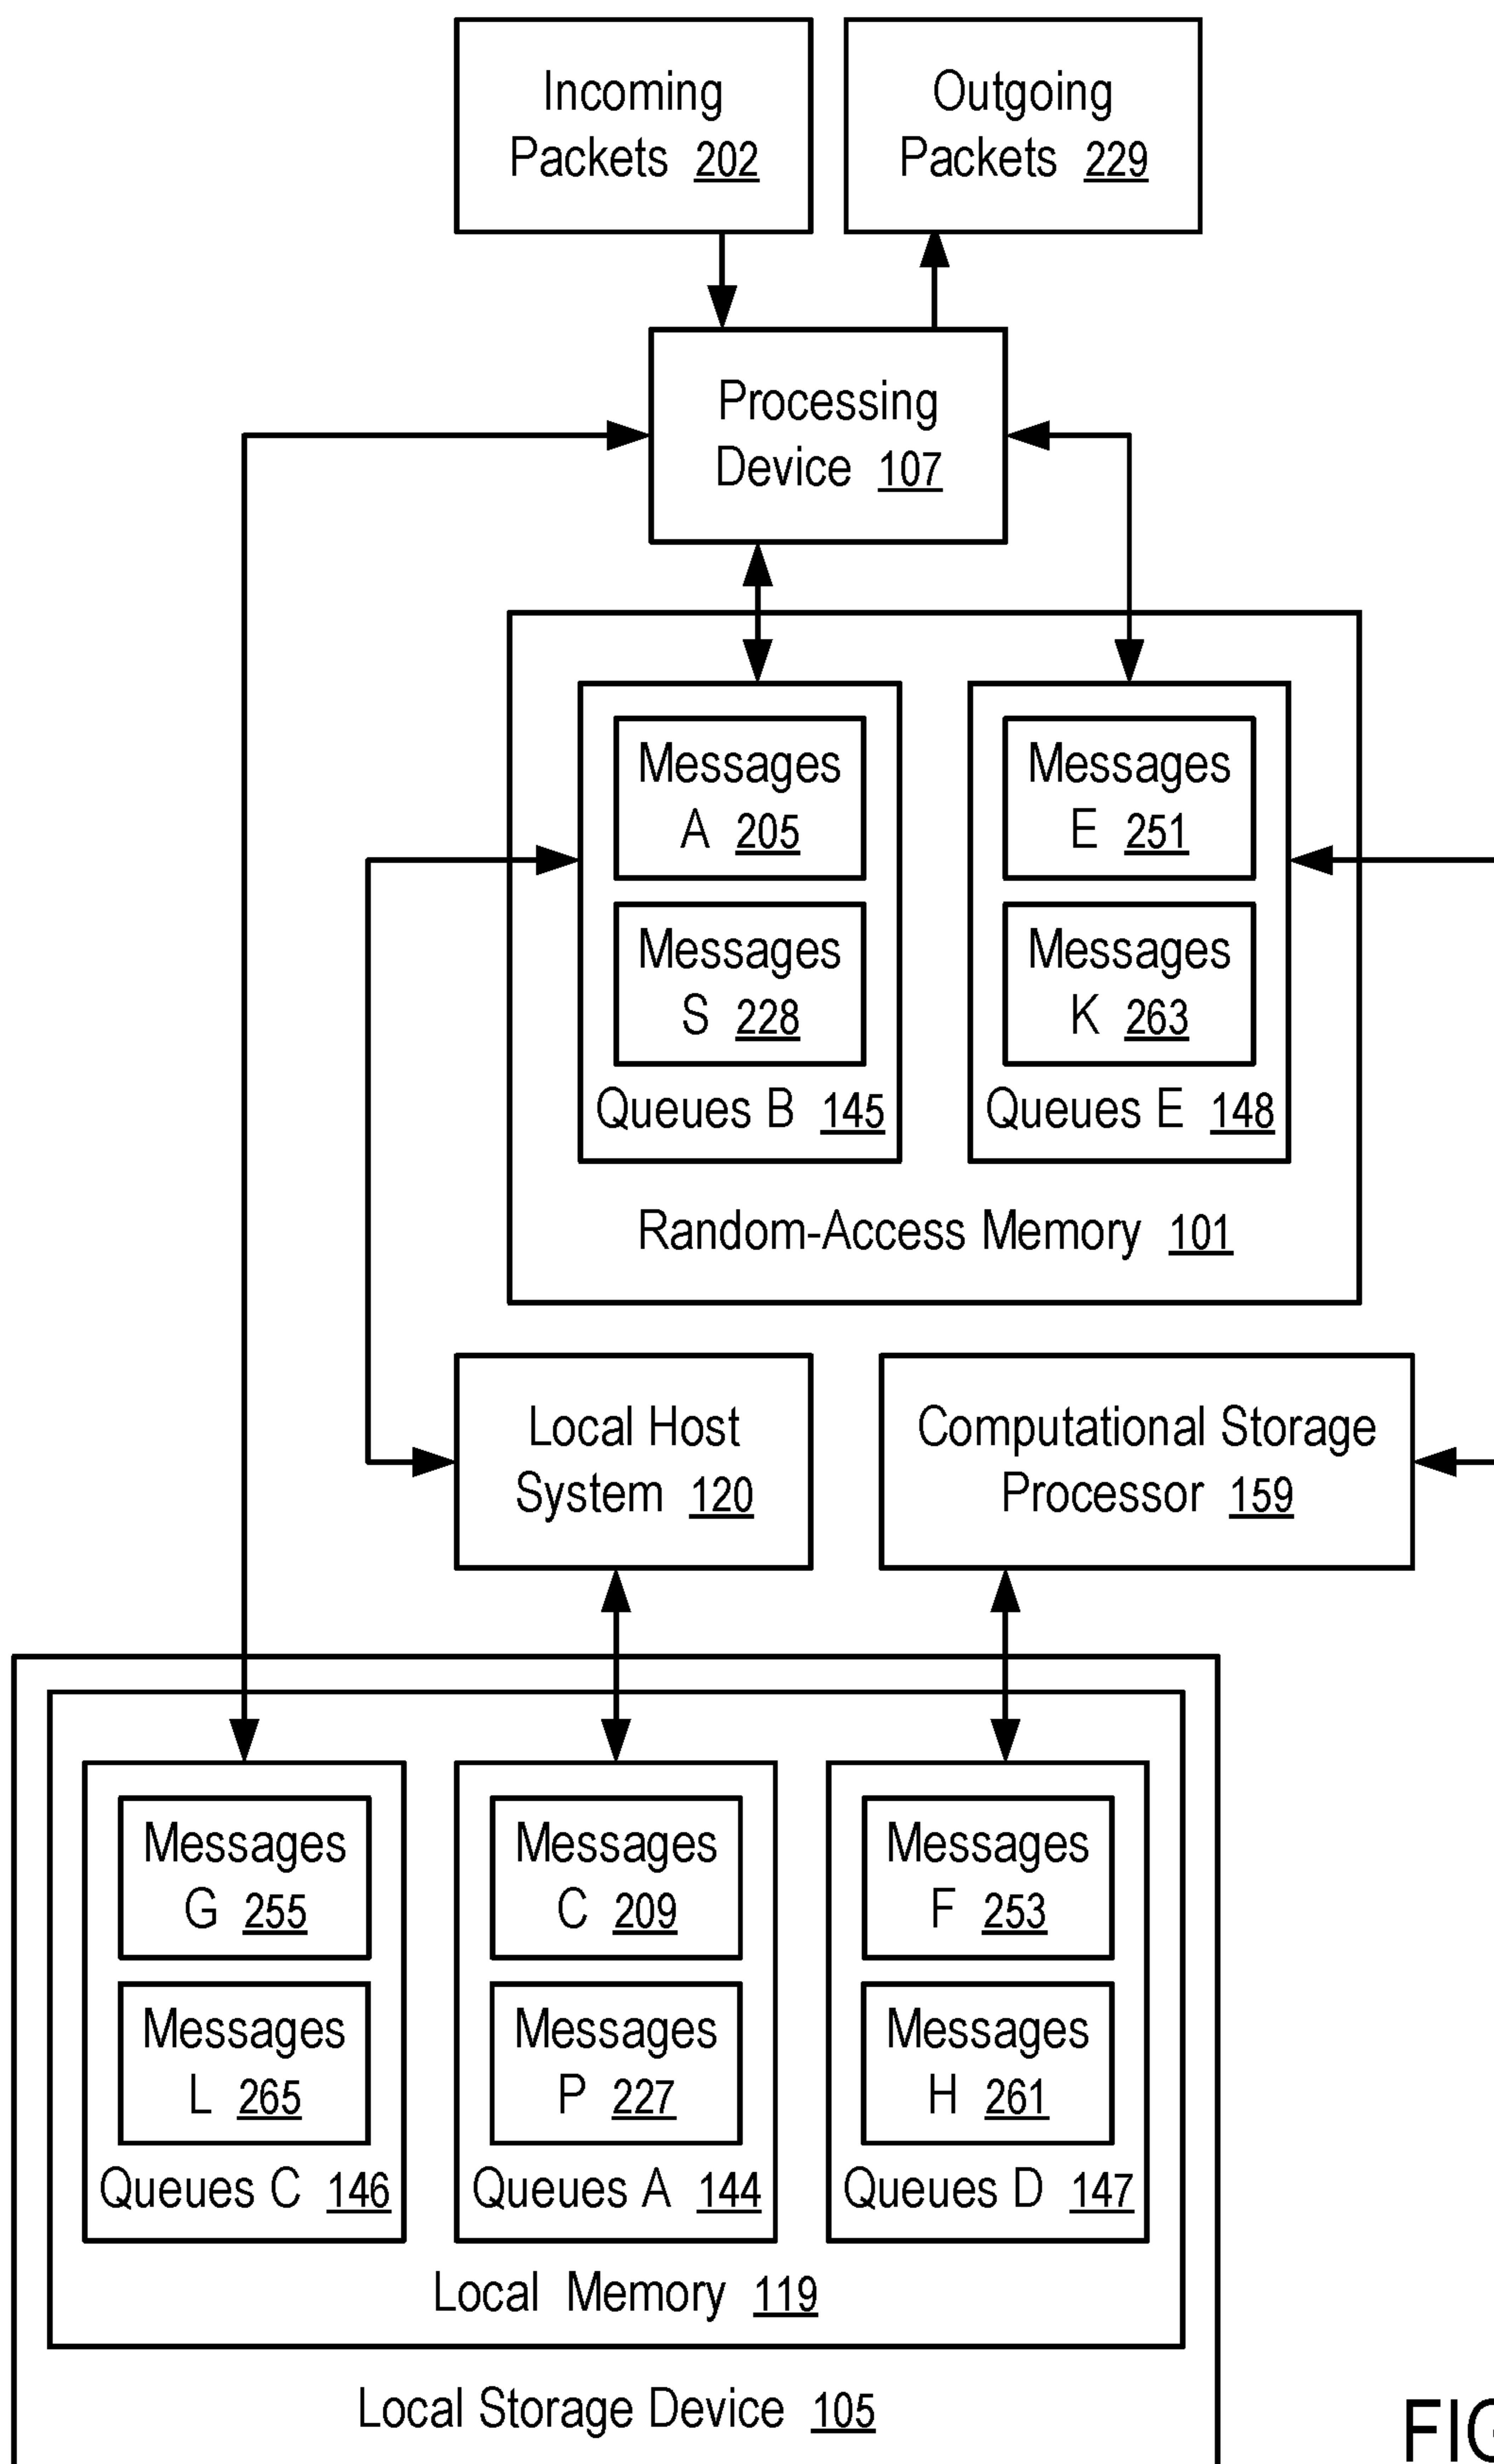 Incoming
Packets 202
Outgoing
Packets 229
Processing
Device 107
Messages
A 205
Messages
S 228
Queues B 145
Messages
E 251
Messages
K 263
Queues E 148
Random-Access Memory 101
Local Host
System 120
Computational Storage
Processor 159
Messages
G 255
Messages
L 265
Queues C 146
Messages
C 209
Messages
P 227
Queues A 144
Messages
F 253
Messages
H 261
Queues D 147
Local Memory 119
Local Storage Device 105
FIG